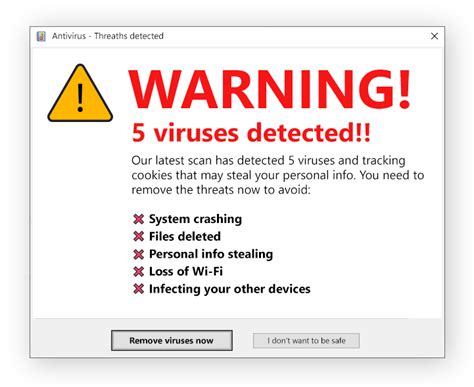 Antivirus - Threaths detected
WARNING!
5 viruses detected!!
Our latest scan has detected 5 viruses and tracking
cookies that may steal your personal info. You need to
remove the threats now to avoid:
System crashing
Files deleted
Personal info stealing
Loss of Wi-Fi
Infecting your other devices
Remove viruses now
I don't want to be safe